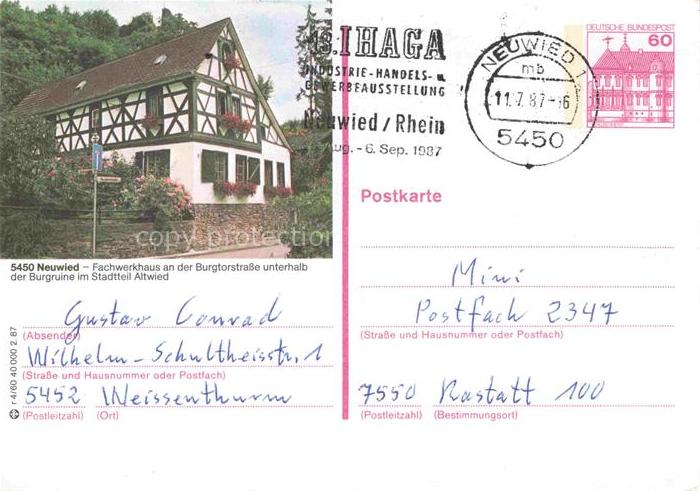 18. IHAGA
INDUSTRIE-HANDELS- u.
GEWERBEAUSSTELLUNG
Neuwied / Rhein
Aug. - 6. Sep. 1987
NEUWIED 1
mb
11.7.87-16
5450
DEUTSCHE BUNDESPOST
60
copy protection
5450 Neuwied – Fachwerkhaus an der Burgtorstraße unterhalb
der Burgruine im Stadtteil Altwied
Postkarte
Gustav Conrad
(Absender)
Wilhelm-Schultheisstr. 1
(Straße und Hausnummer oder Postfach)
5452 Weissenthurm
(Postleitzahl) (Ort)
r 4/60 40 000 2.87
Mini
Postfach 2347
(Straße und Hausnummer oder Postfach)
7550 Rastatt 100
(Postleitzahl) (Bestimmungsort)